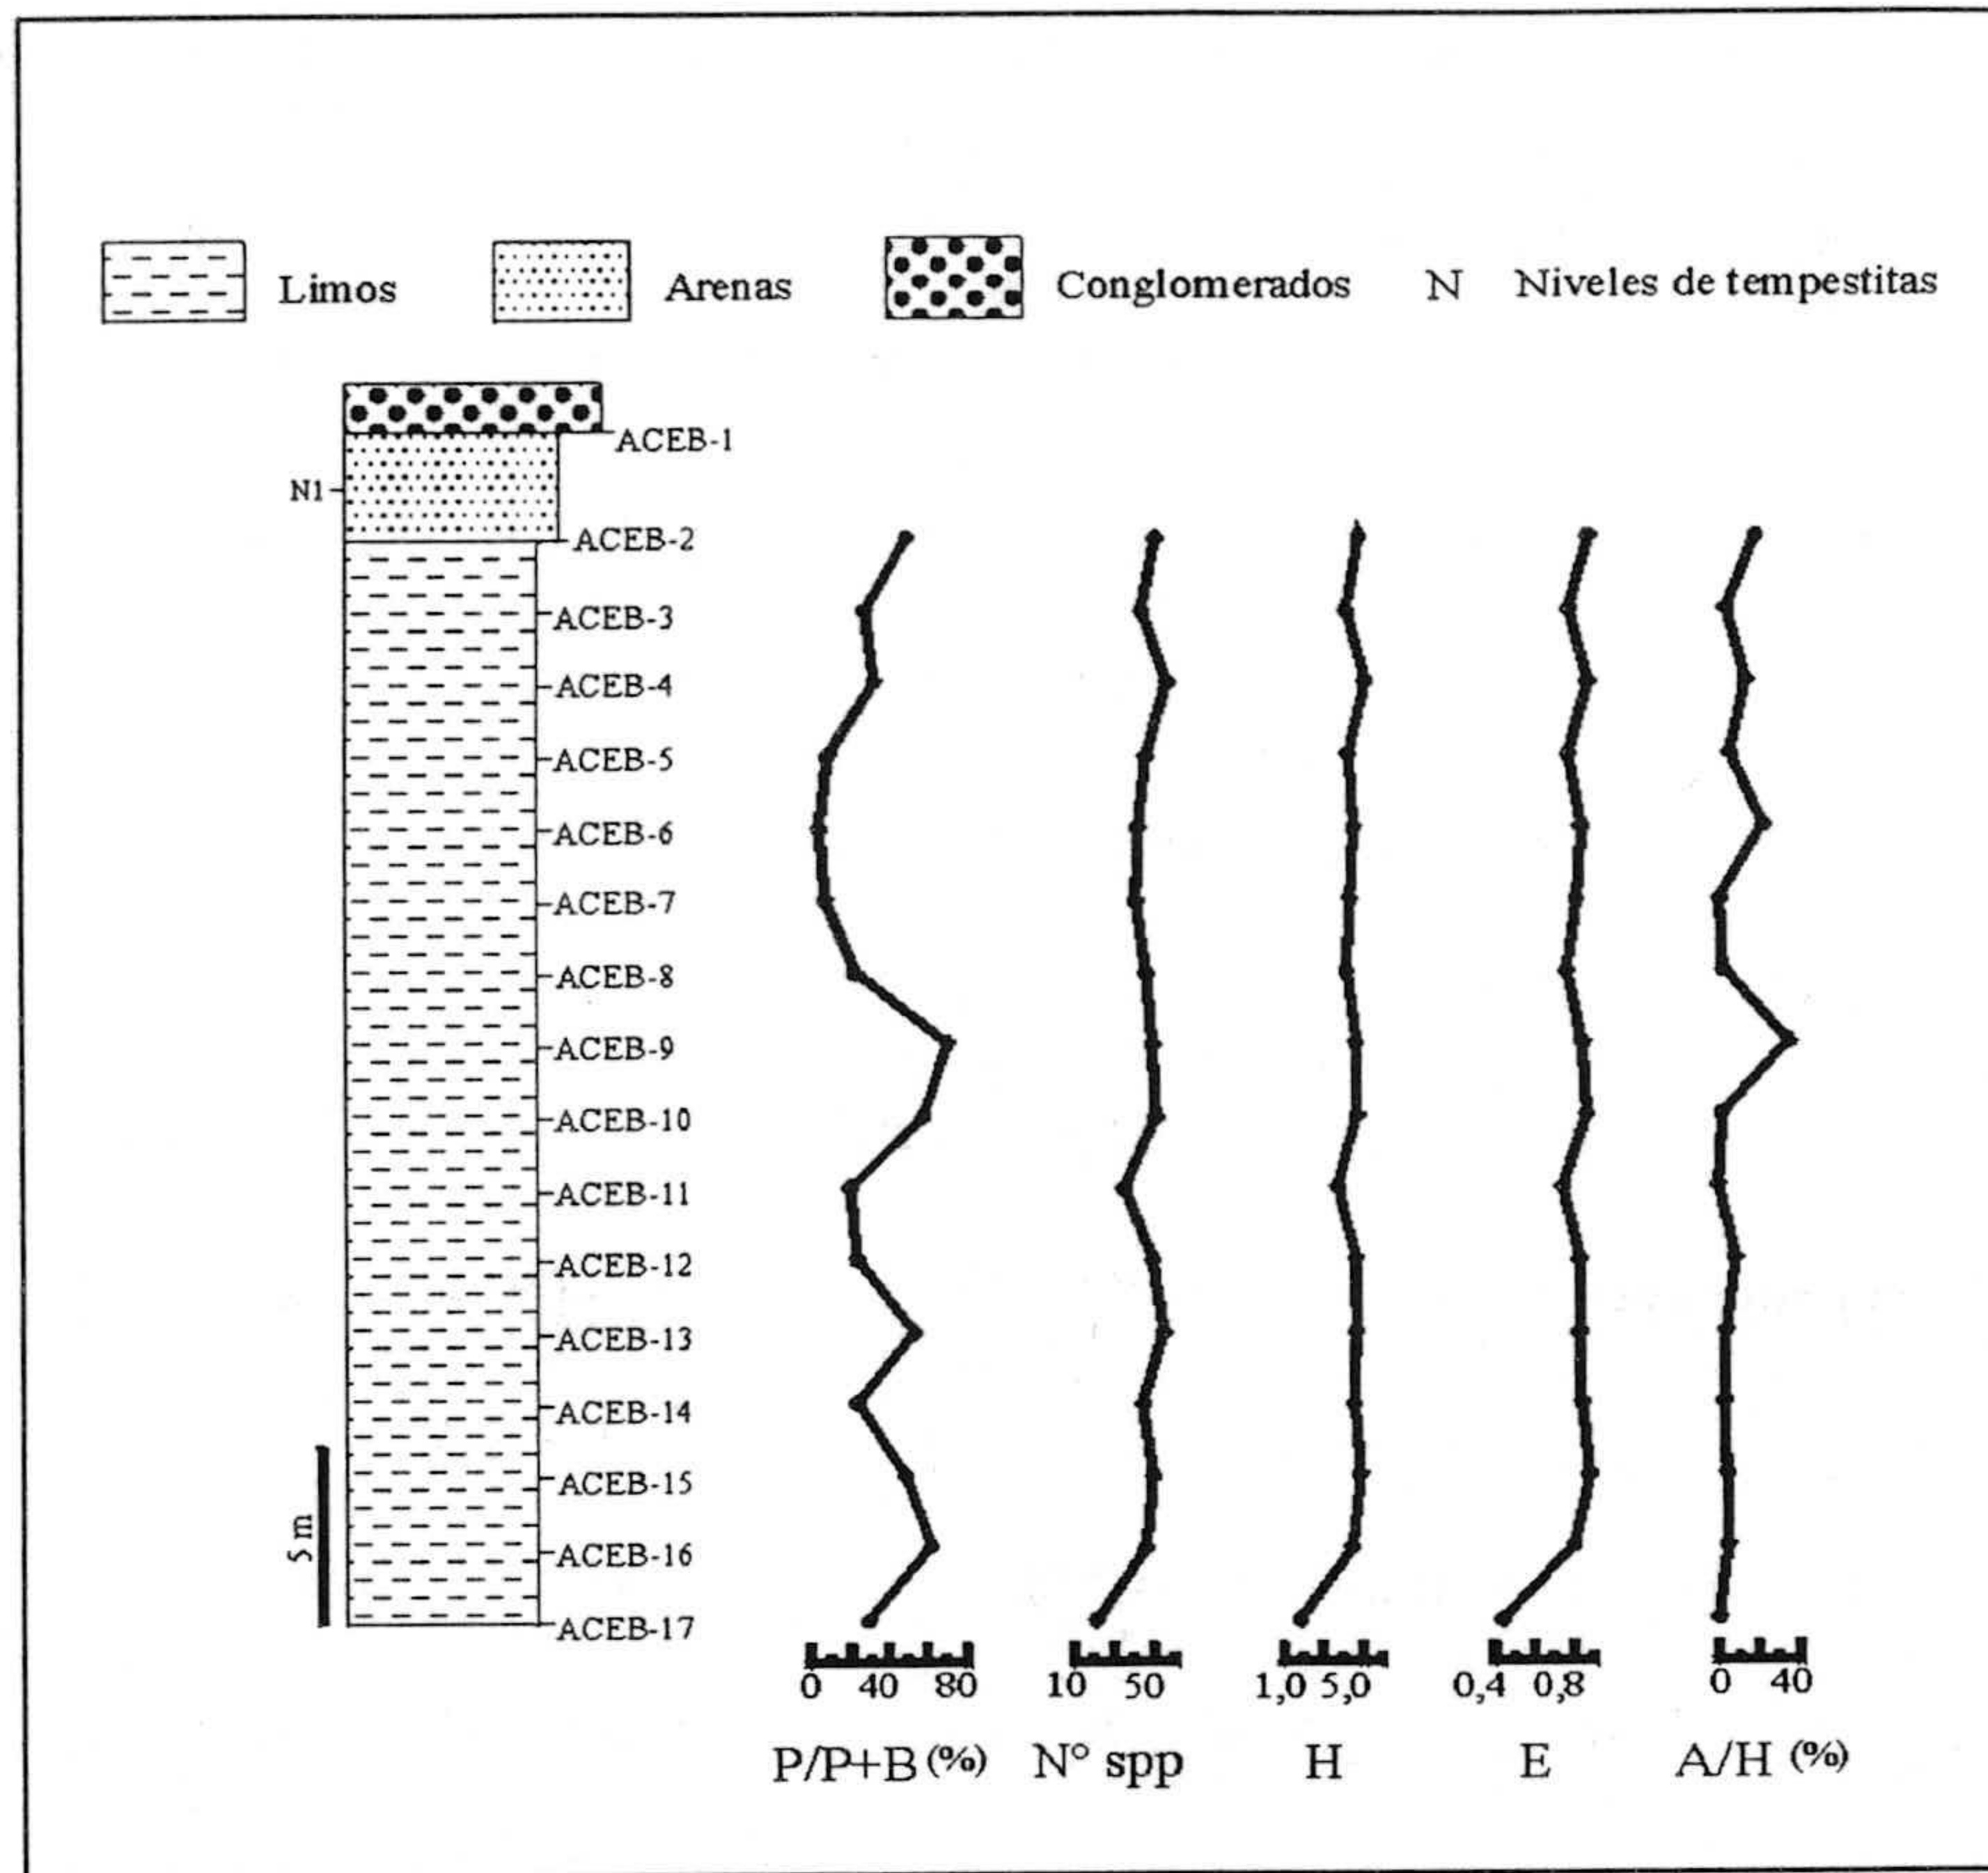 Limos Arenas Conglomerados N Niveles de tempestitas
ACEB-1
N1
ACEB-2
ACEB-3
ACEB-4
ACEB-5
ACEB-6
ACEB-7
ACEB-8
ACEB-9
ACEB-10
ACEB-11
ACEB-12
ACEB-13
ACEB-14
ACEB-15
5 m
ACEB-16
ACEB-17
0 40 80 10 50 1,0 5,0 0,4 0,8 0 40
P/P+B (%) N° spp H E A/H (%)